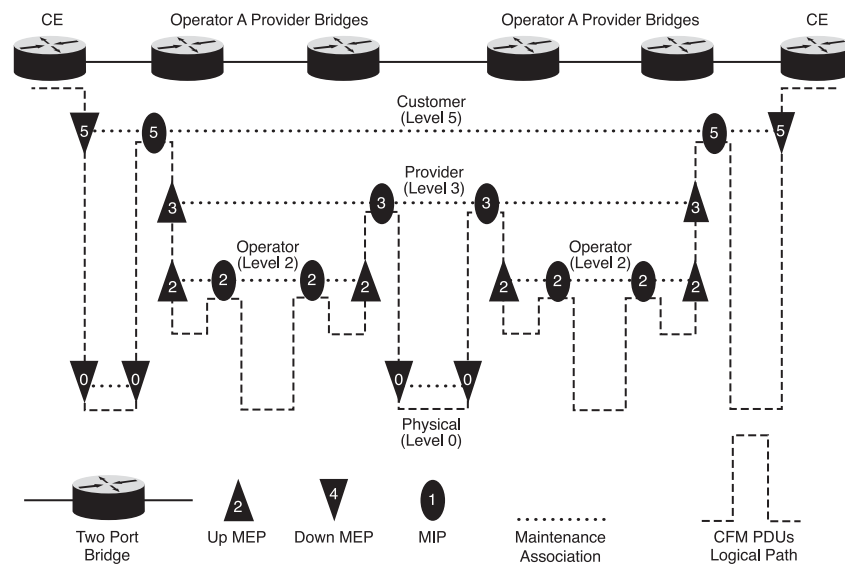 CE
Operator A Provider Bridges
Operator A Provider Bridges
CE
Customer
(Level 5)
5
5
5
5
Provider
(Level 3)
3
3
3
3
Operator
(Level 2)
Operator
(Level 2)
2
2
2
2
2
2
2
2
0
0
0
0
Physical
(Level 0)
2
4
1
Two Port
Bridge
Up MEP
Down MEP
MIP
Maintenance
Association
CFM PDUs
Logical Path